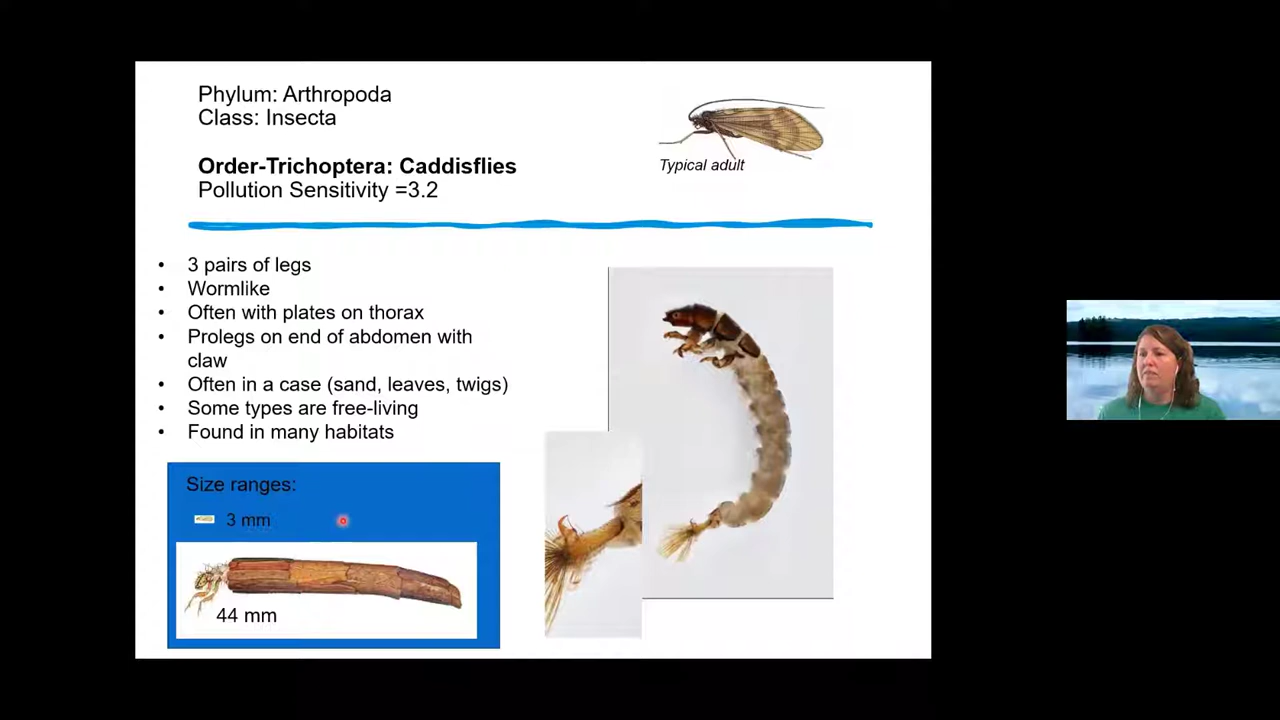 Phylum: Arthropoda
Class: Insecta
Order-Trichoptera: Caddisflies
Pollution Sensitivity =3.2
Typical adult
• 3 pairs of legs
• Wormlike
• Often with plates on thorax
• Prolegs on end of abdomen with
claw
• Often in a case (sand, leaves, twigs)
• Some types are free-living
• Found in many habitats
Size ranges:
3 mm
44 mm